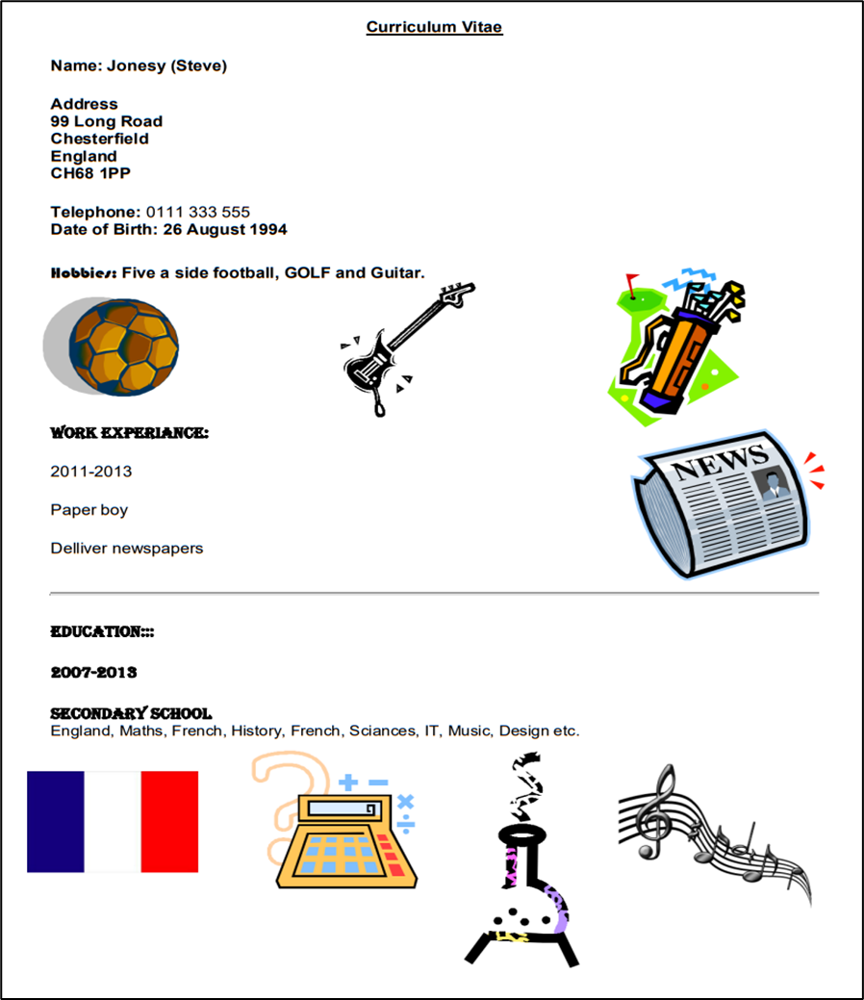 Curriculum Vitae
Name: Jonesy (Steve)
Address
99 Long Road
Chesterfield
England
CH68 1PP
Telephone: 0111 333 555
Date of Birth: 26 August 1994
Hobbies: Five a side football, GOLF and Guitar.
WORK EXPERIANCE:
NEWS
2011-2013
Paper boy
Delliver newspapers
EDUCATION:::
2007-2013
SECONDARY SCHOOL
England, Maths, French, History, French, Sciances, IT, Music, Design etc.